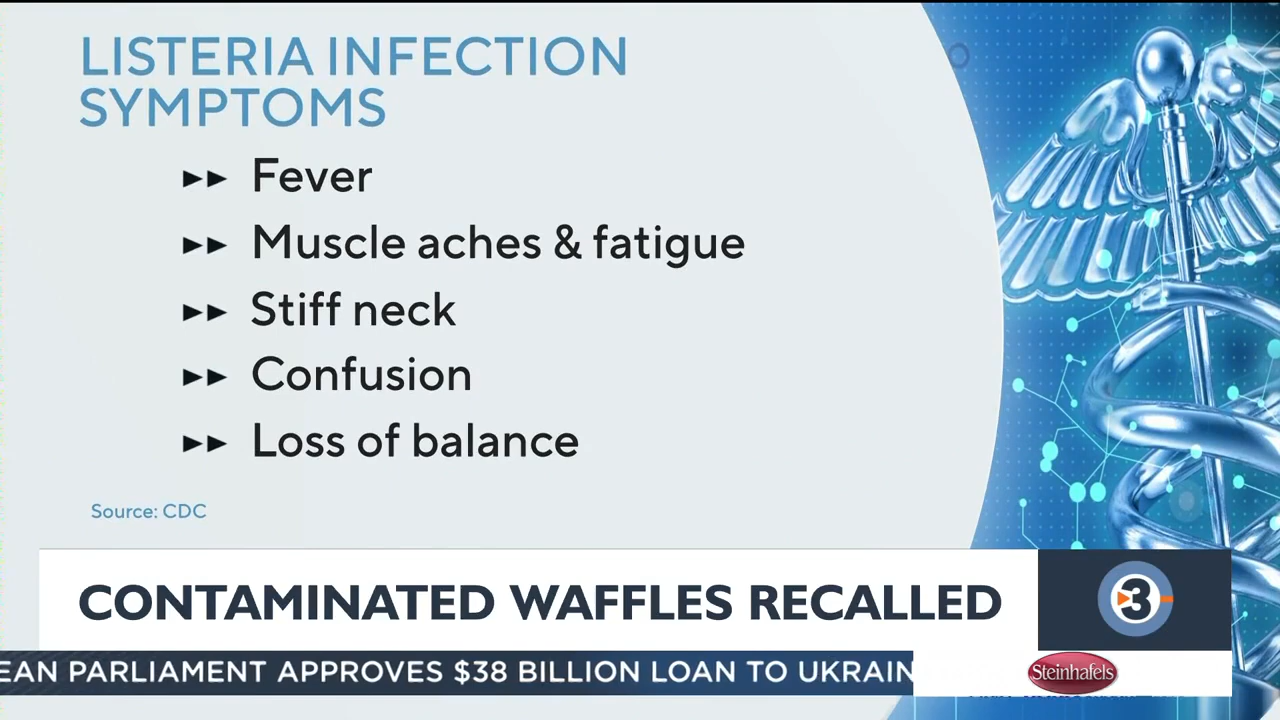 LISTERIA INFECTION
SYMPTOMS
Fever
Muscle aches & fatigue
Stiff neck
Confusion
Loss of balance
Source: CDC
CONTAMINATED WAFFLES RECALLED
3
EAN PARLIAMENT APPROVES $38 BILLION LOAN TO UKRAIN
Steinhafels